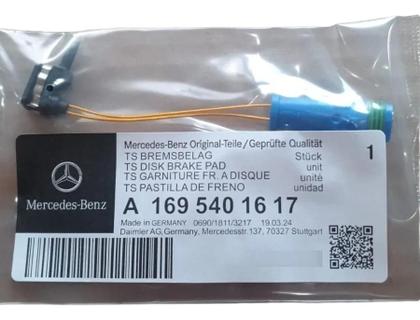 Mercedes-Benz Original-Teile/Geprüfte Qualität
TS BREMSBELAG Stück
TS DISK BRAKE PAD unit
TS GARNITURE FR. A DISQUE unité
TS PASTILLA DE FRENO unidad
1
Mercedes-Benz
A 169 540 16 17
Made in GERMANY 0690/1811/3217 19.03.24
Daimler AG,Germany, Mercedesstr.137, 70327 Stuttgart